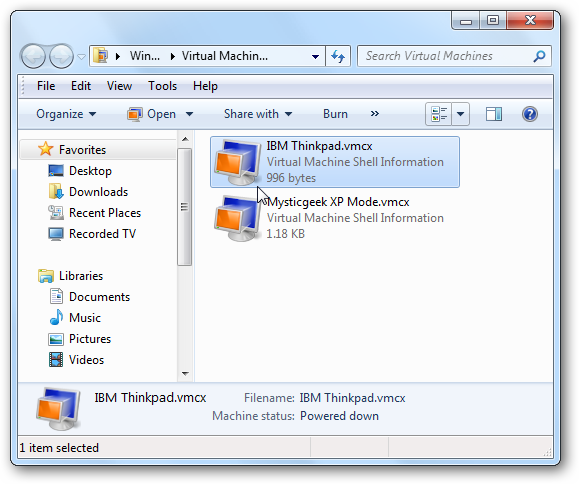 Win... Virtual Machin... Search Virtual Machines
File Edit View Tools Help
Organize Open Share with Burn »
Favorites
Desktop
Downloads
Recent Places
Recorded TV
Libraries
Documents
Music
Pictures
Videos
IBM Thinkpad.vmcx
Virtual Machine Shell Information
996 bytes
Mysticgeek XP Mode.vmcx
Virtual Machine Shell Information
1.18 KB
IBM Thinkpad.vmcx Filename: IBM Thinkpad.vmcx
Machine status: Powered down
1 item selected